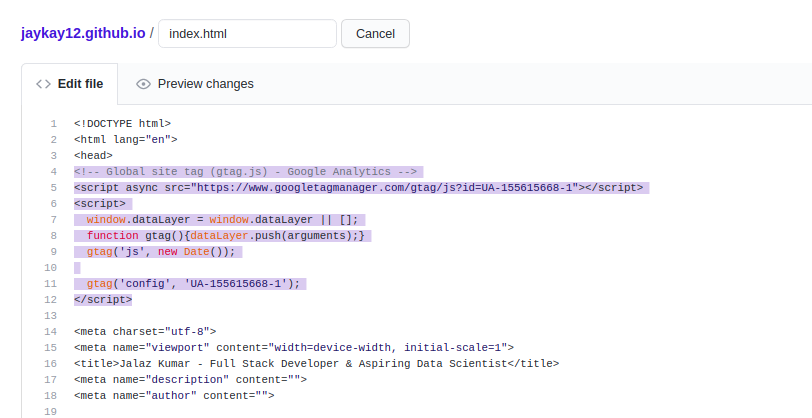 jaykay12.github.io / index.html Cancel
<> Edit file Preview changes
1 <!DOCTYPE html>
2 <html lang="en">
3 <head>
4 <!-- Global site tag (gtag.js) - Google Analytics -->
5 <script async src="https://www.googletagmanager.com/gtag/js?id=UA-155615668-1"></script>
6 <script>
7   window.dataLayer = window.dataLayer || [];
8   function gtag(){dataLayer.push(arguments);}
9   gtag('js', new Date());
10
11   gtag('config', 'UA-155615668-1');
12 </script>
13
14 <meta charset="utf-8">
15 <meta name="viewport" content="width=device-width, initial-scale=1">
16 <title>Jalaz Kumar - Full Stack Developer & Aspiring Data Scientist</title>
17 <meta name="description" content="">
18 <meta name="author" content="">
19